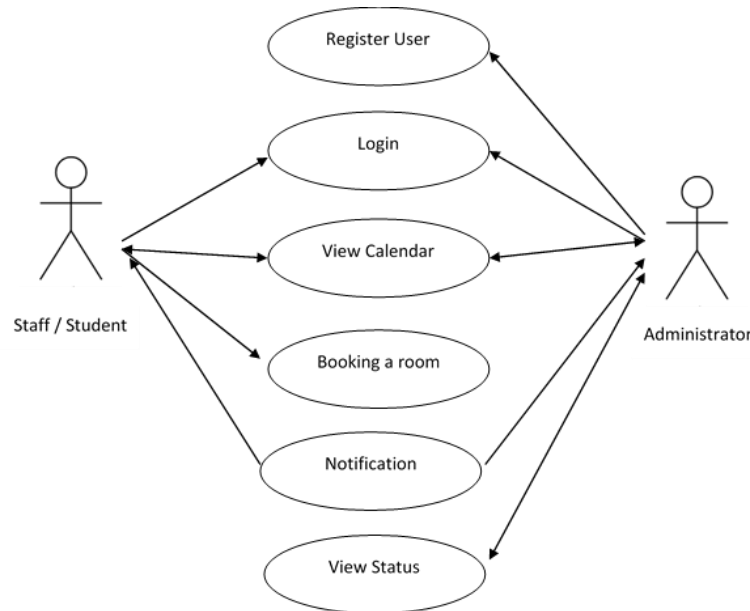 Register User
Login
View Calendar
Staff / Student
Administrator
Booking a room
Notification
View Status